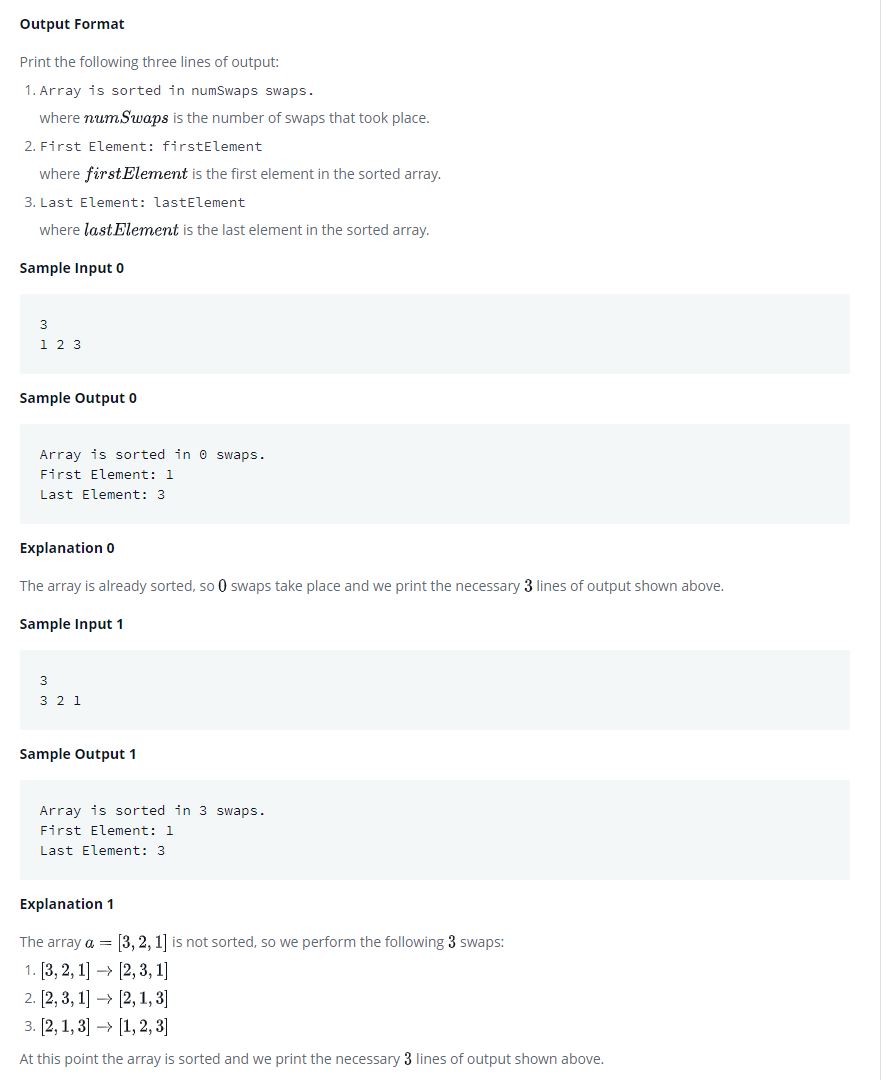 Output Format
Print the following three lines of output:
1. Array is sorted in numSwaps swaps.
where numSwaps is the number of swaps that took place.
2. First Element: firstElement
where firstElement is the first element in the sorted array.
3. Last Element: lastElement
where lastElement is the last element in the sorted array.
Sample Input 0
3
1 2 3
Sample Output 0
Array is sorted in 0 swaps.
First Element: 1
Last Element: 3
Explanation 0
The array is already sorted, so 0 swaps take place and we print the necessary 3 lines of output shown above.
Sample Input 1
3
3 2 1
Sample Output 1
Array is sorted in 3 swaps.
First Element: 1
Last Element: 3
Explanation 1
The array a = [3, 2, 1] is not sorted, so we perform the following 3 swaps:
1. [3, 2, 1] → [2, 3, 1]
2. [2, 3, 1] → [2, 1, 3]
3. [2, 1, 3] → [1, 2, 3]
At this point the array is sorted and we print the necessary 3 lines of output shown above.